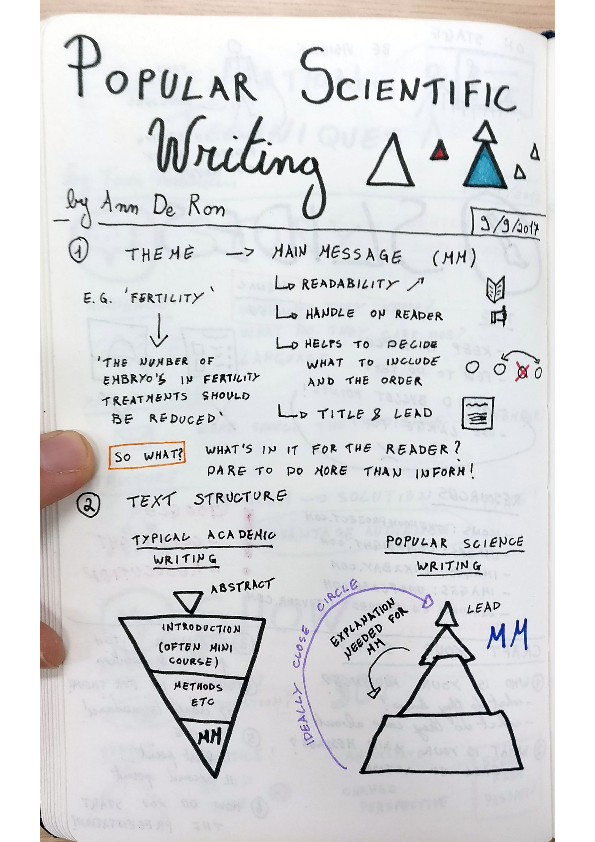 POPULAR SCIENTIFIC
Writing
by Ann De Ron
9/9/2017
1 THEME → MAIN MESSAGE (MM)
E.G. 'FERTILITY'
'THE NUMBER OF
EMBRYO'S IN FERTILITY
TREATMENTS SHOULD
BE REDUCED'
↳ READABILITY ↗
↳ HANDLE ON READER
↳ HELPS TO DECIDE
WHAT TO INCLUDE
AND THE ORDER
↳ TITLE & LEAD
SO WHAT?
WHAT'S IN IT FOR THE READER?
DARE TO DO MORE THAN INFORM!
2 TEXT STRUCTURE
TYPICAL ACADEMIC
WRITING
ABSTRACT
INTRODUCTION
(OFTEN MINI
COURSE)
METHODS
ETC
MM
POPULAR SCIENCE
WRITING
LEAD
MM
EXPLANATION
NEEDED FOR
MM
IDEALLY CLOSE CIRCLE